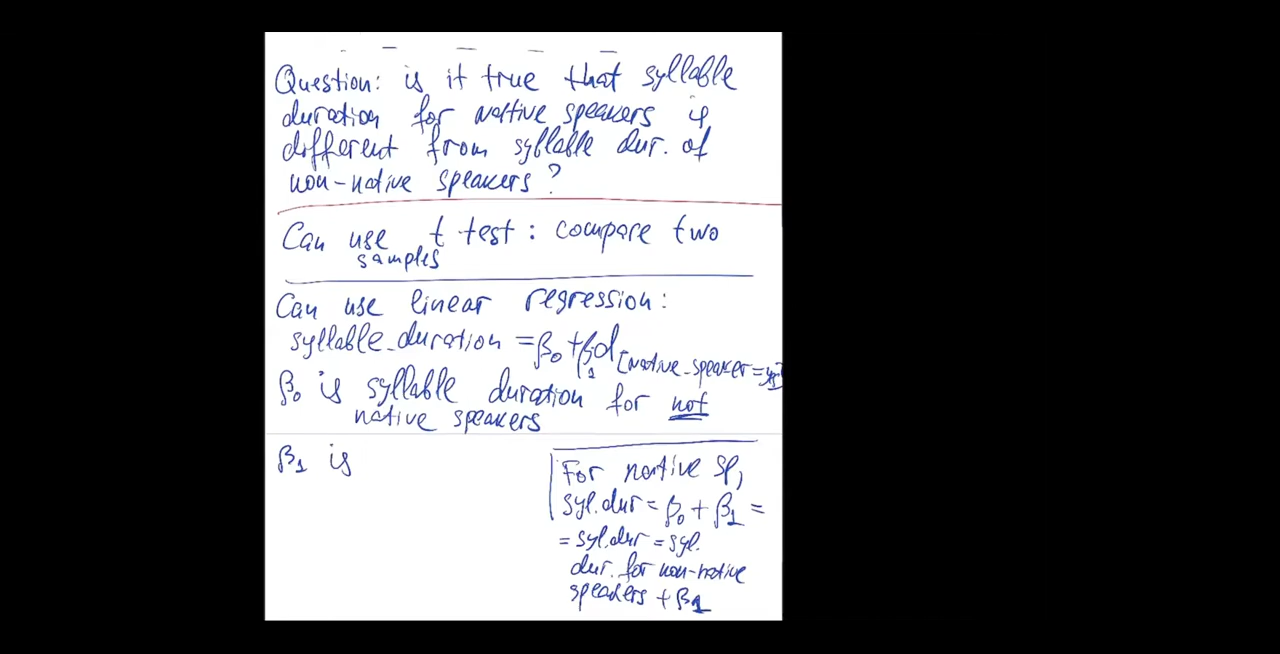 Question: is it true that syllable
duration for native speakers is
different from syllable dur. of
non-native speakers?
Can use t test: compare two
samples
Can use linear regression:
syllable_duration = β₀ + β₁d[native_speaker=yes]
β₀ is syllable duration for not
native speakers
β₁ is
For native sp,
syl.dur = β₀ + β₁ =
= syl.dur = syl.
dur. for non-native
speakers + β₁